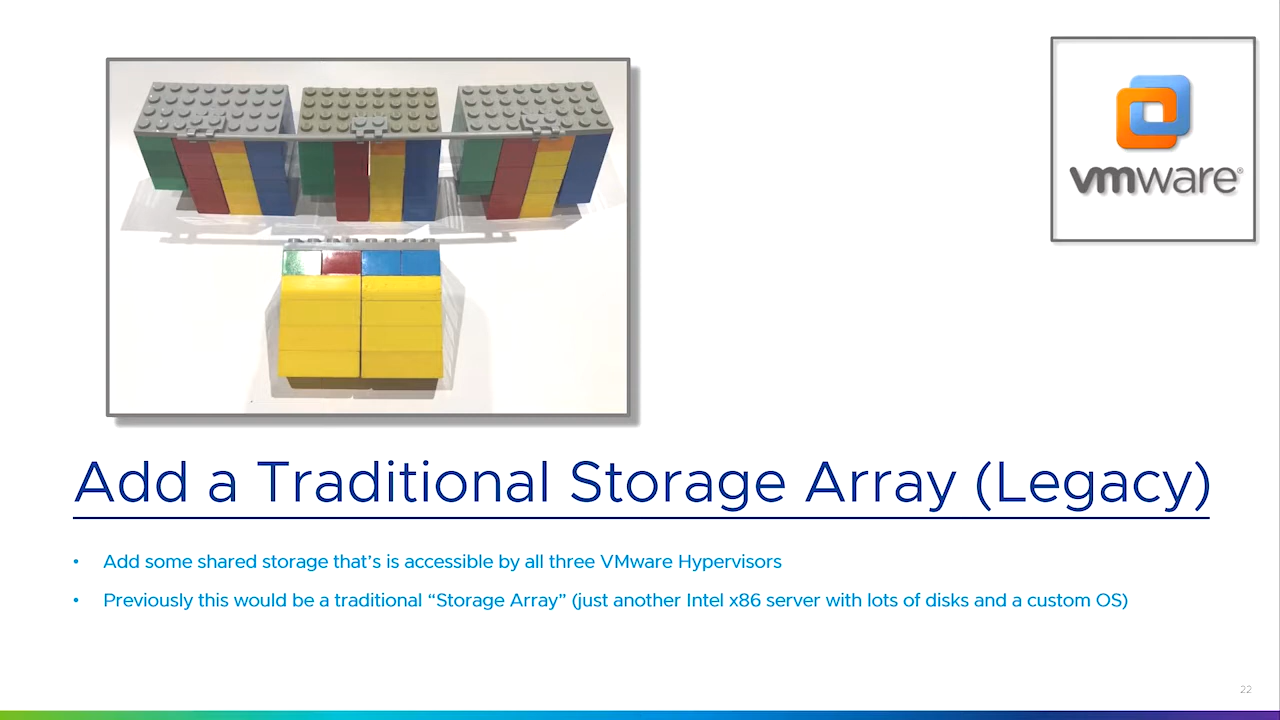 vmware®
Add a Traditional Storage Array (Legacy)
• Add some shared storage that's is accessible by all three VMware Hypervisors
• Previously this would be a traditional “Storage Array” (just another Intel x86 server with lots of disks and a custom OS)
22